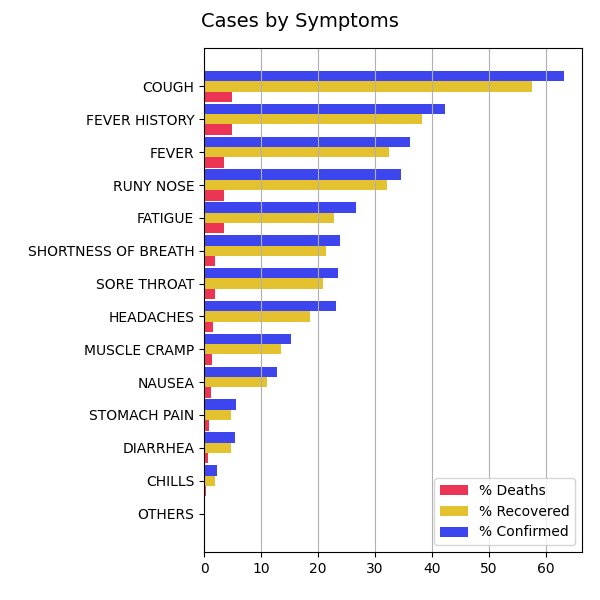 Cases by Symptoms
COUGH
FEVER HISTORY
FEVER
RUNY NOSE
FATIGUE
SHORTNESS OF BREATH
SORE THROAT
HEADACHES
MUSCLE CRAMP
NAUSEA
STOMACH PAIN
DIARRHEA
CHILLS
OTHERS
% Deaths
% Recovered
% Confirmed
0 10 20 30 40 50 60